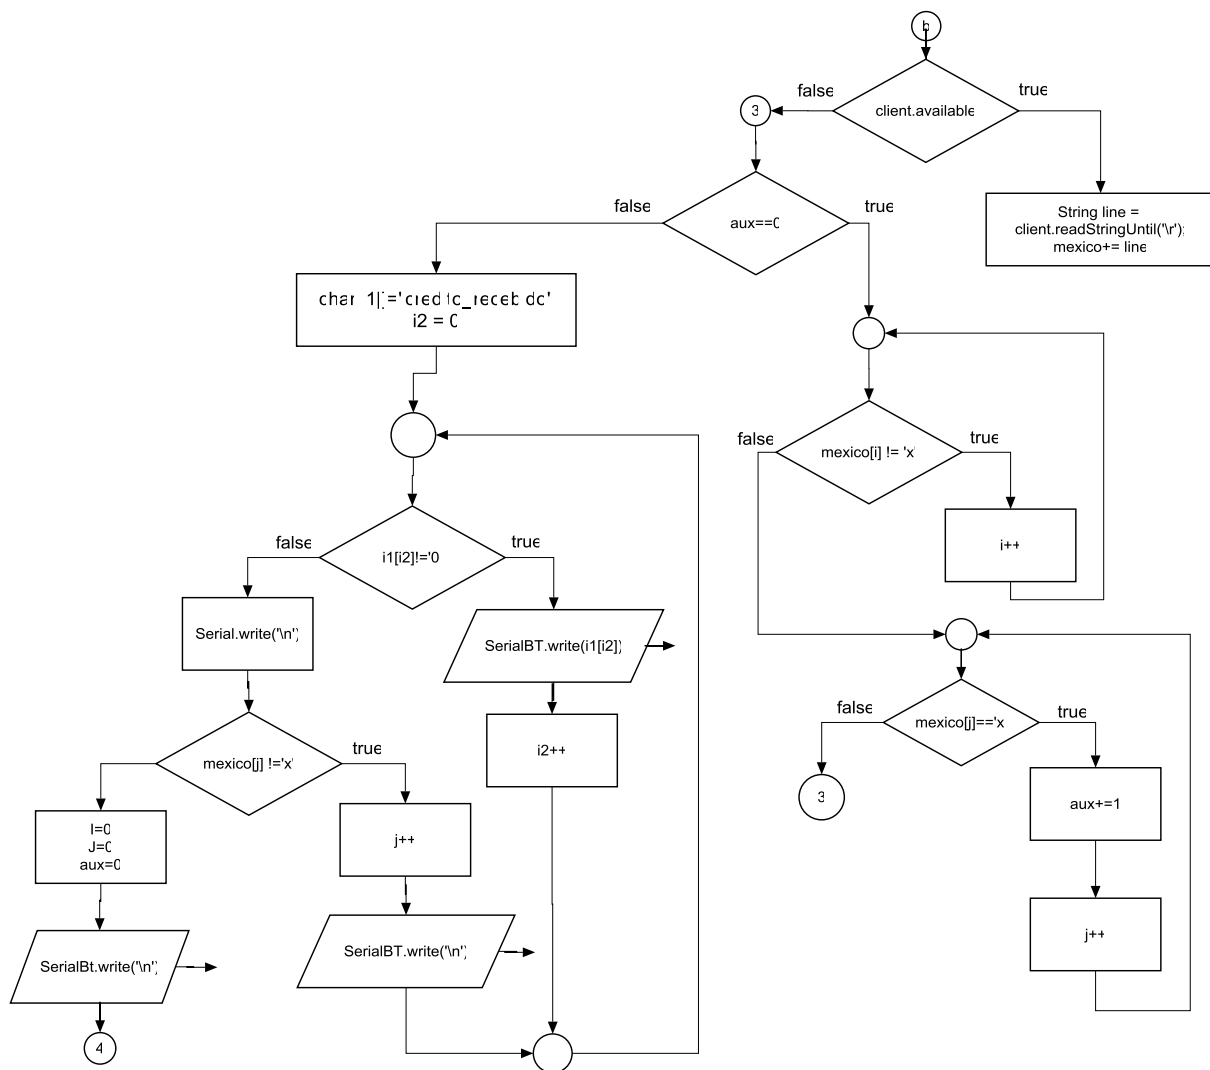 b
false
true
client.available
3
false
true
aux==0
String line =
client.readStringUntil('\r');
mexico+= line
i2 = 0
false
true
mexico[i] != 'x'
i++
false
true
i1[i2]!='0
Serial.write('\n')
SerialBT.write(i1[i2])
false
true
mexico[j]=='x
i2++
true
mexico[j] !='x'
3
aux+=1
I=0
J=0
aux=0
j++
j++
SerialBt.write('\n')
SerialBT.write('\n')
4